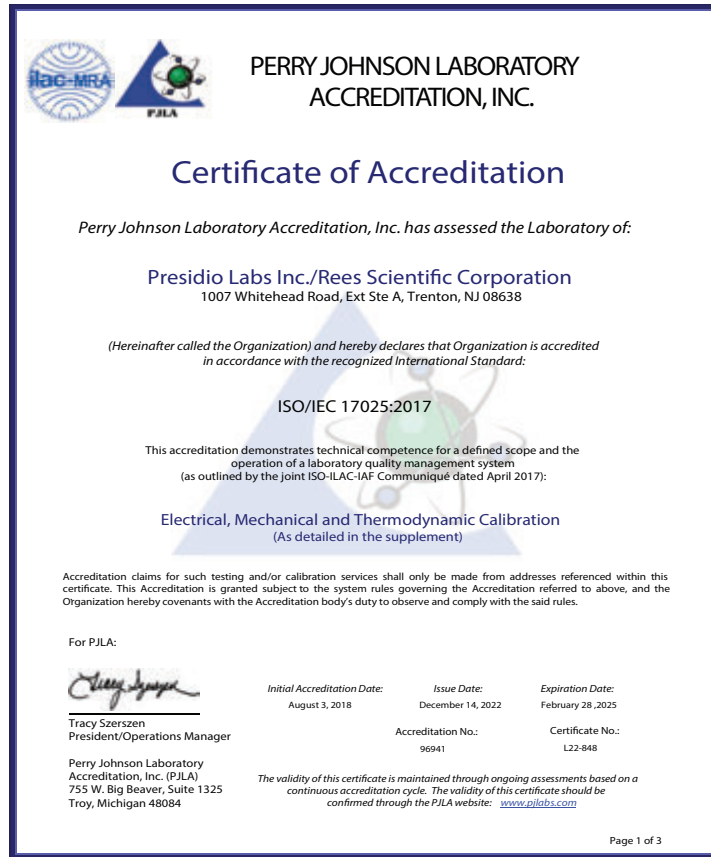 ilac-MRA
PJLA
PERRY JOHNSON LABORATORY
ACCREDITATION, INC.
Certificate of Accreditation
Perry Johnson Laboratory Accreditation, Inc. has assessed the Laboratory of:
Presidio Labs Inc./Rees Scientific Corporation
1007 Whitehead Road, Ext Ste A, Trenton, NJ 08638
(Hereinafter called the Organization) and hereby declares that Organization is accredited
in accordance with the recognized International Standard:
ISO/IEC 17025:2017
This accreditation demonstrates technical competence for a defined scope and the
operation of a laboratory quality management system
(as outlined by the joint ISO-ILAC-IAF Communiqué dated April 2017):
Electrical, Mechanical and Thermodynamic Calibration
(As detailed in the supplement)
Accreditation claims for such testing and/or calibration services shall only be made from addresses referenced within this
certificate. This Accreditation is granted subject to the system rules governing the Accreditation referred to above, and the
Organization hereby covenants with the Accreditation body's duty to observe and comply with the said rules.
For PJLA:
Tracy Szerszen
President/Operations Manager
Perry Johnson Laboratory
Accreditation, Inc. (PJLA)
755 W. Big Beaver, Suite 1325
Troy, Michigan 48084
Initial Accreditation Date: Issue Date: Expiration Date:
August 3, 2018 December 14, 2022 February 28 ,2025
Accreditation No.: Certificate No.:
96941 L22-848
The validity of this certificate is maintained through ongoing assessments based on a
continuous accreditation cycle. The validity of this certificate should be
confirmed through the PJLA website: www.pjlabs.com
Page 1 of 3